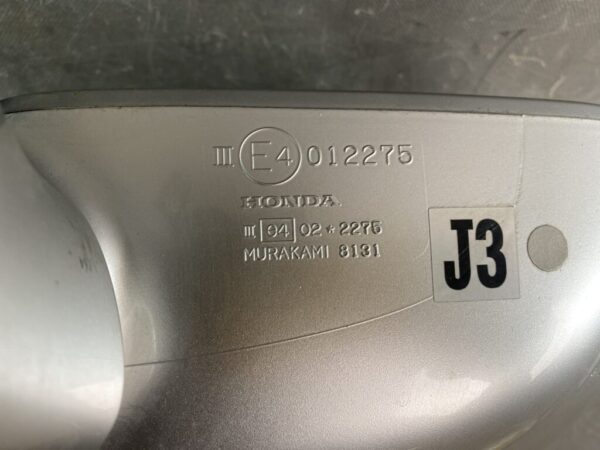 III E4 012275
HONDA
III 94 02*2275
MURAKAMI 8131
J3